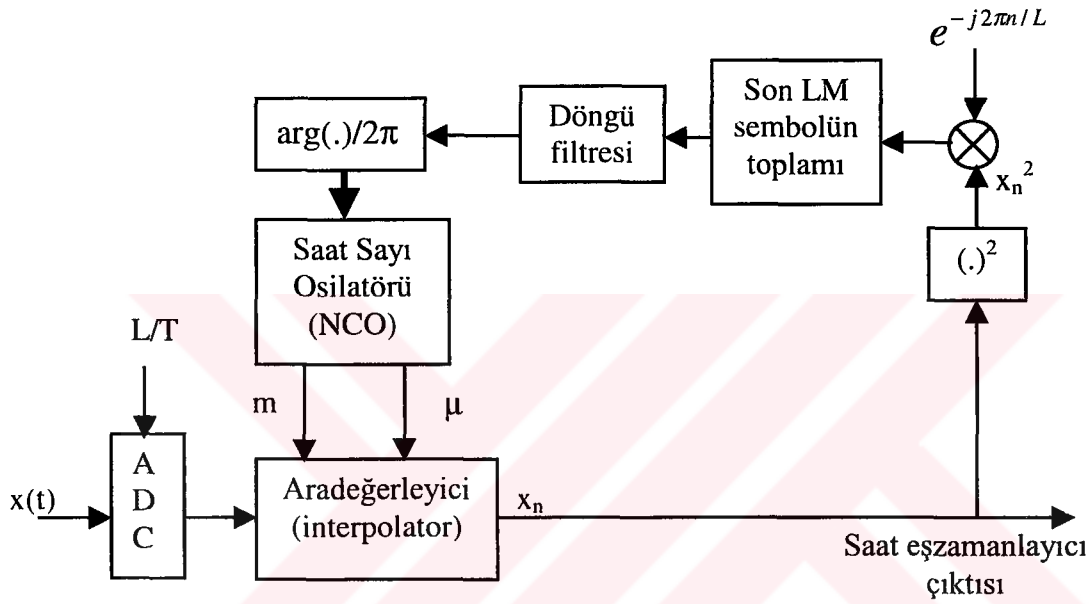 e^{-j2πn/L}
Son LM
sembolün
toplamı
Döngü
filtresi
arg(.)/2π
x_n^2
(.)^2
Saat Sayı
Osilatörü
(NCO)
L/T
m
μ
A
D
C
x(t)
Aradeğerleyici
(interpolator)
x_n
Saat eşzamanlayıcı
çıktısı